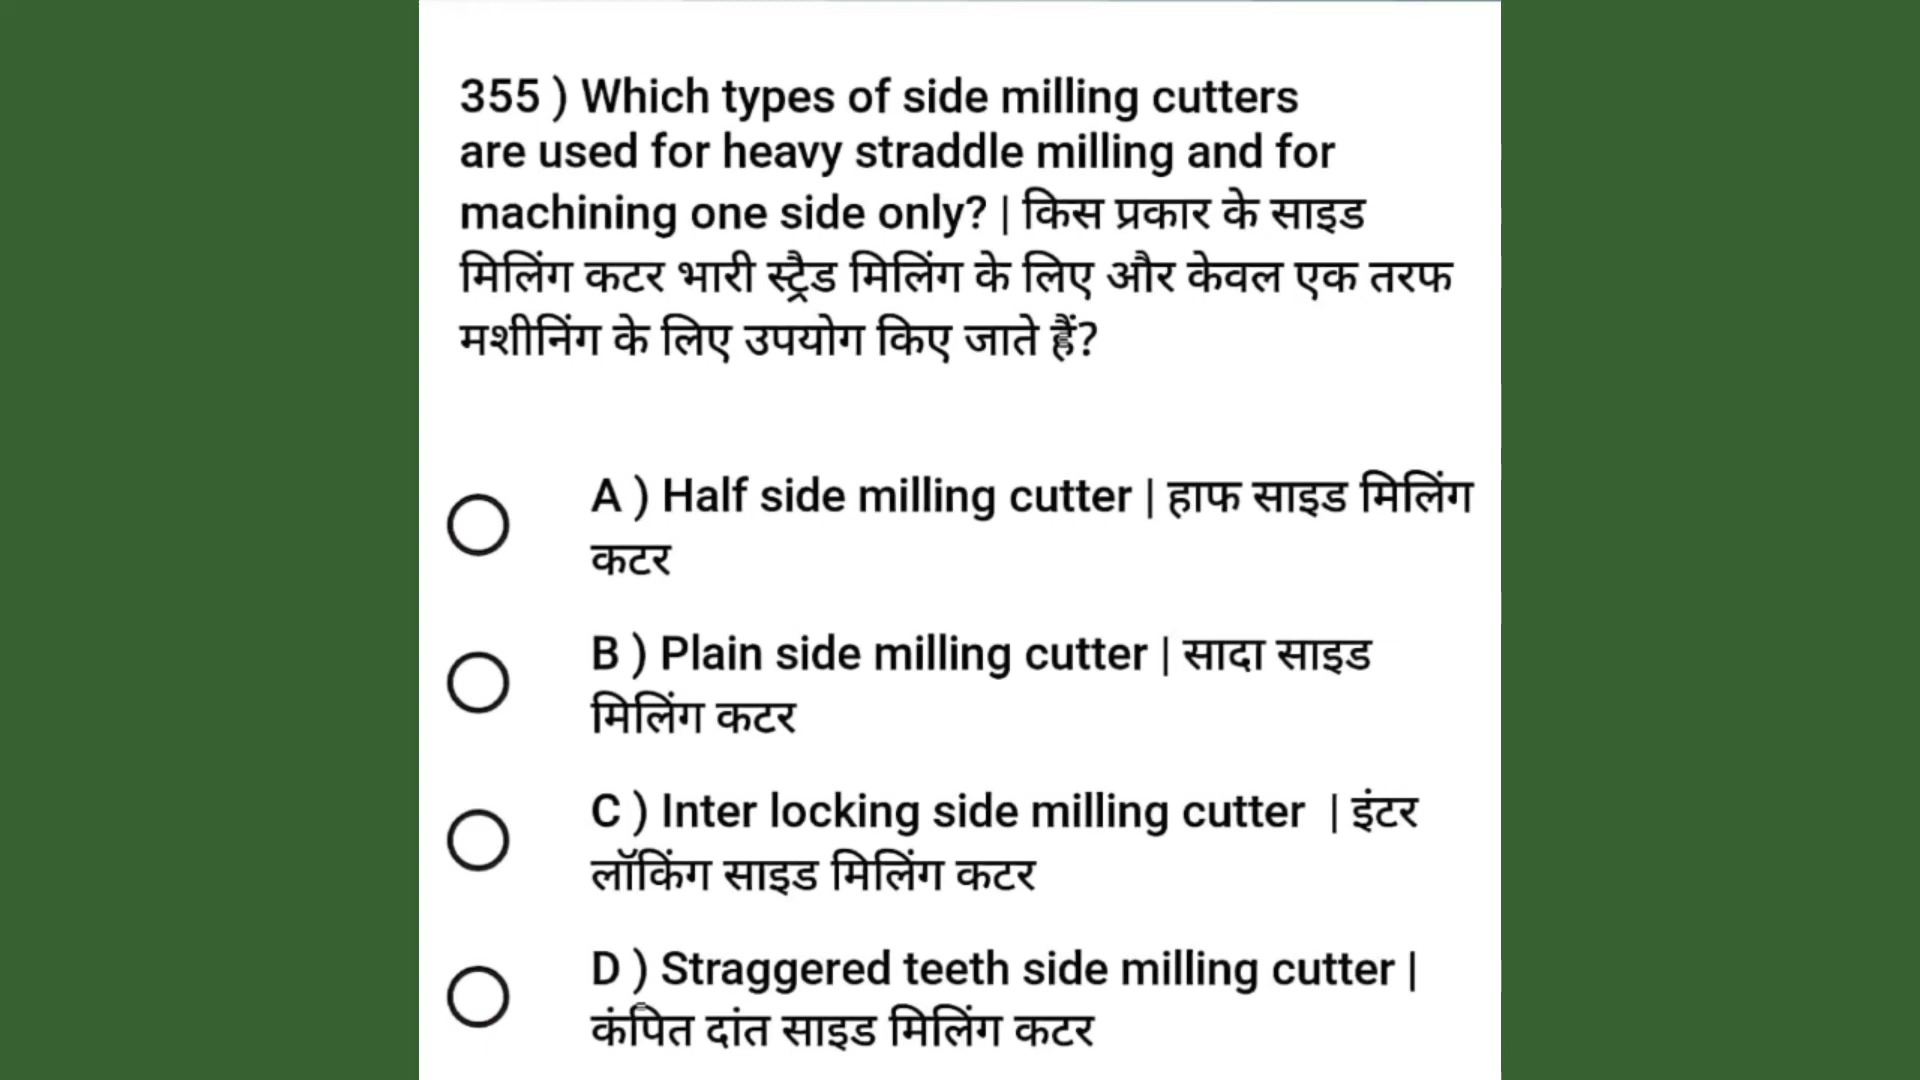 355 ) Which types of side milling cutters
are used for heavy straddle milling and for
machining one side only? | किस प्रकार के साइड
मिलिंग कटर भारी स्ट्रैड मिलिंग के लिए और केवल एक तरफ
मशीनिंग के लिए उपयोग किए जाते हैं?
A ) Half side milling cutter | हाफ साइड मिलिंग
कटर
B ) Plain side milling cutter | सादा साइड
मिलिंग कटर
C ) Inter locking side milling cutter | इंटर
लॉकिंग साइड मिलिंग कटर
D ) Straggered teeth side milling cutter |
कंपित दांत साइड मिलिंग कटर